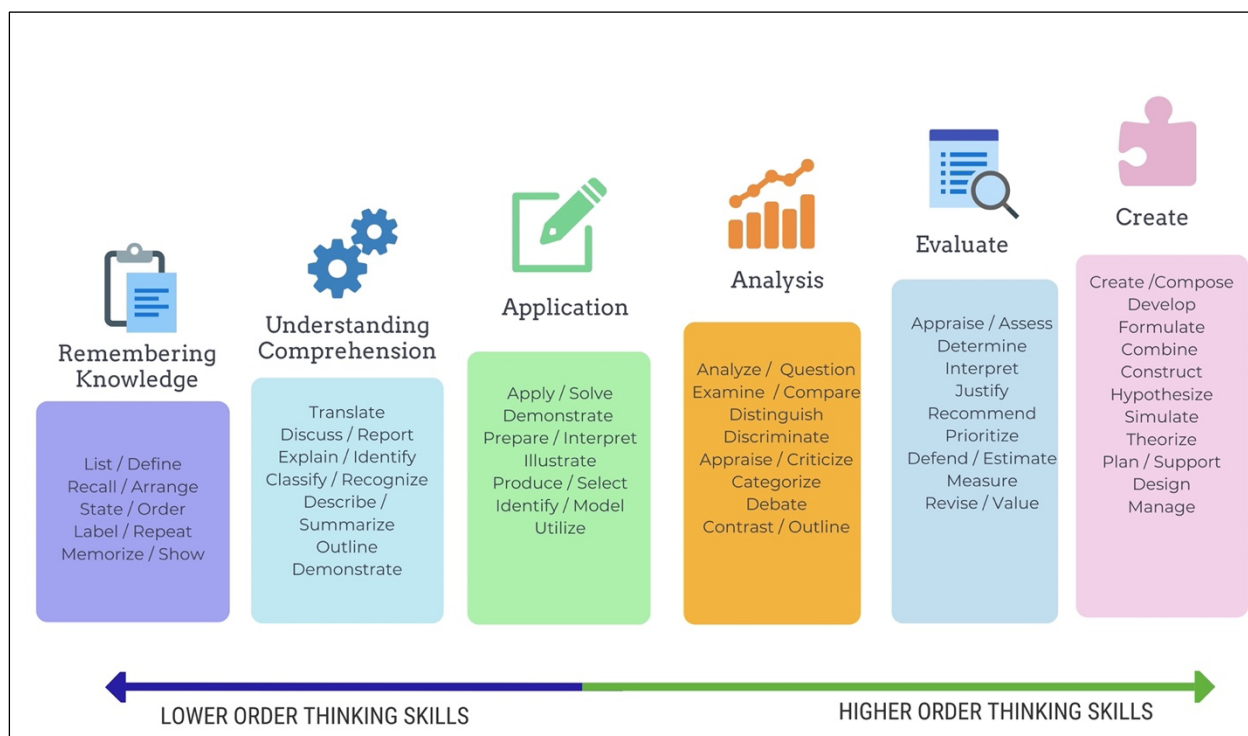 Remembering
Knowledge
List / Define
Recall / Arrange
State / Order
Label / Repeat
Memorize / Show
Understanding
Comprehension
Translate
Discuss / Report
Explain / Identify
Classify / Recognize
Describe /
Summarize
Outline
Demonstrate
Application
Apply / Solve
Demonstrate
Prepare / Interpret
Illustrate
Produce / Select
Identify / Model
Utilize
Analysis
Analyze / Question
Examine / Compare
Distinguish
Discriminate
Appraise / Criticize
Categorize
Debate
Contrast / Outline
Evaluate
Appraise / Assess
Determine
Interpret
Justify
Recommend
Prioritize
Defend / Estimate
Measure
Revise / Value
Create
Create /Compose
Develop
Formulate
Combine
Construct
Hypothesize
Simulate
Theorize
Plan / Support
Design
Manage
LOWER ORDER THINKING SKILLS
HIGHER ORDER THINKING SKILLS